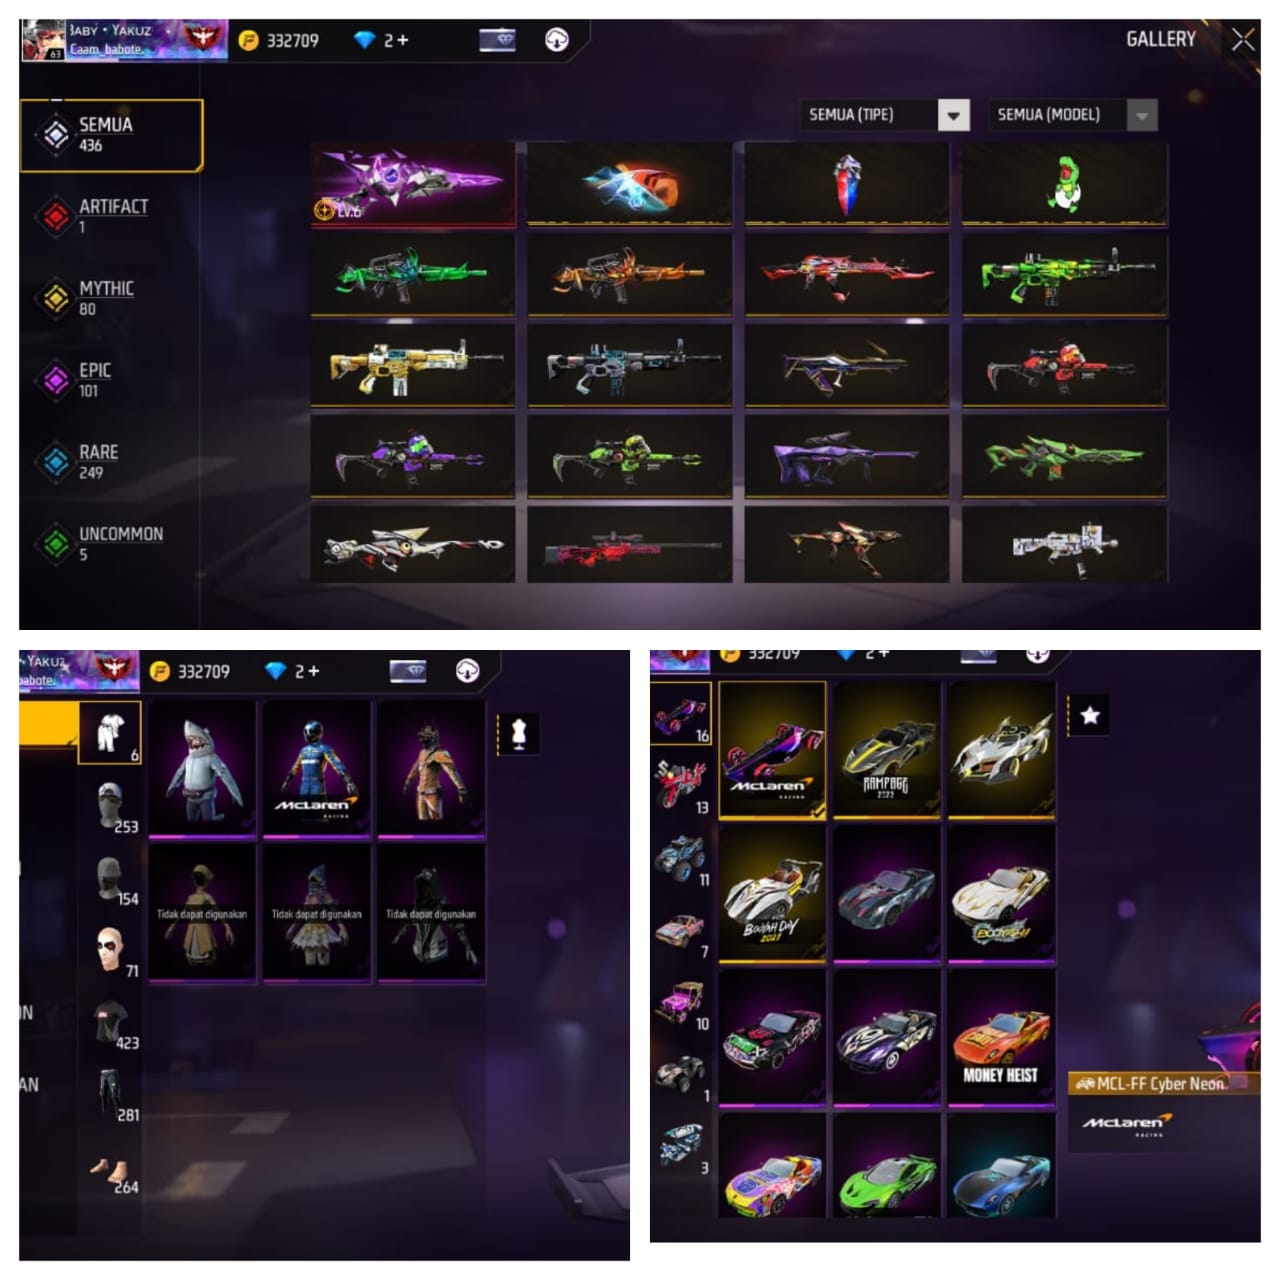 BABY • YAKUZ
Caam_babote.
63
332709
2+
GALLERY
SEMUA (TIPE)
SEMUA (MODEL)
SEMUA
436
ARTIFACT
1
MYTHIC
80
EPIC
101
RARE
249
UNCOMMON
5
Lv.6
YAKUZ
babote.
332709
2+
6
253
154
71
423
281
264
McLaren
RACING
Tidak dapat digunakan
Tidak dapat digunakan
Tidak dapat digunakan
332709
2+
16
13
11
7
10
1
3
McLaren
RACING
RAMPAGE
2022
BOOYAH DAY
2021
BOOYAH!
MONEY HEIST
MCL-FF Cyber Neon
McLaren
RACING